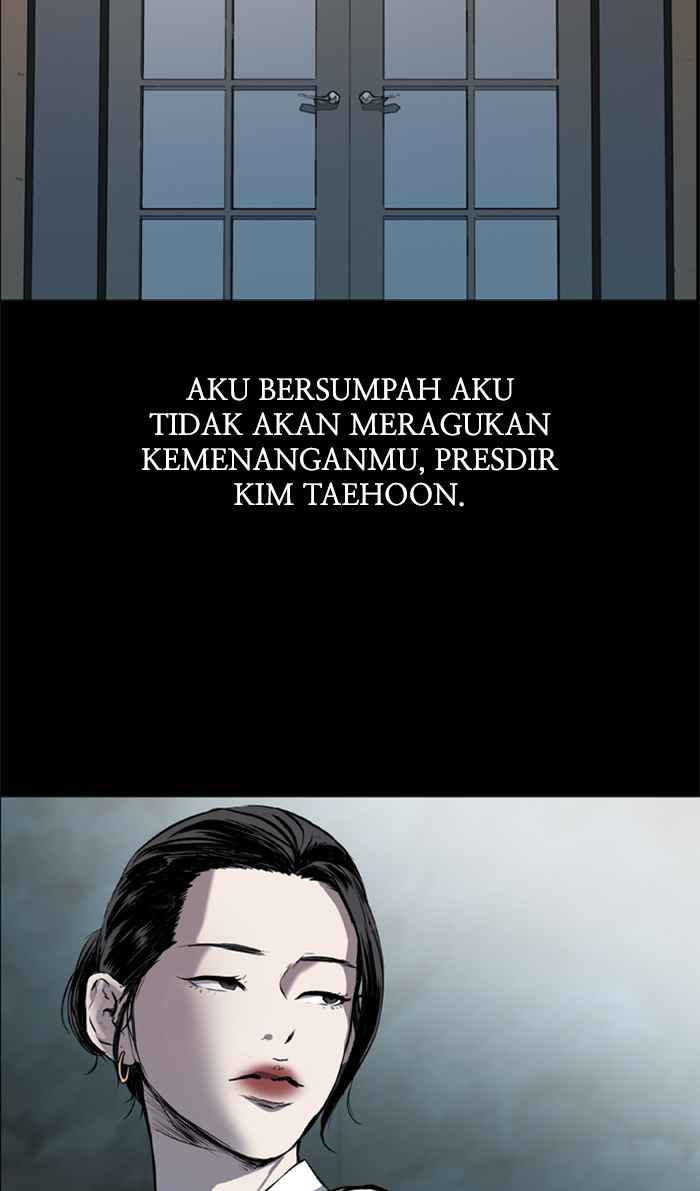 AKU BERSUMPAH AKU
TIDAK AKAN MERAGUKAN
KEMENANGANMU, PRESDIR
KIM TAEHOON.